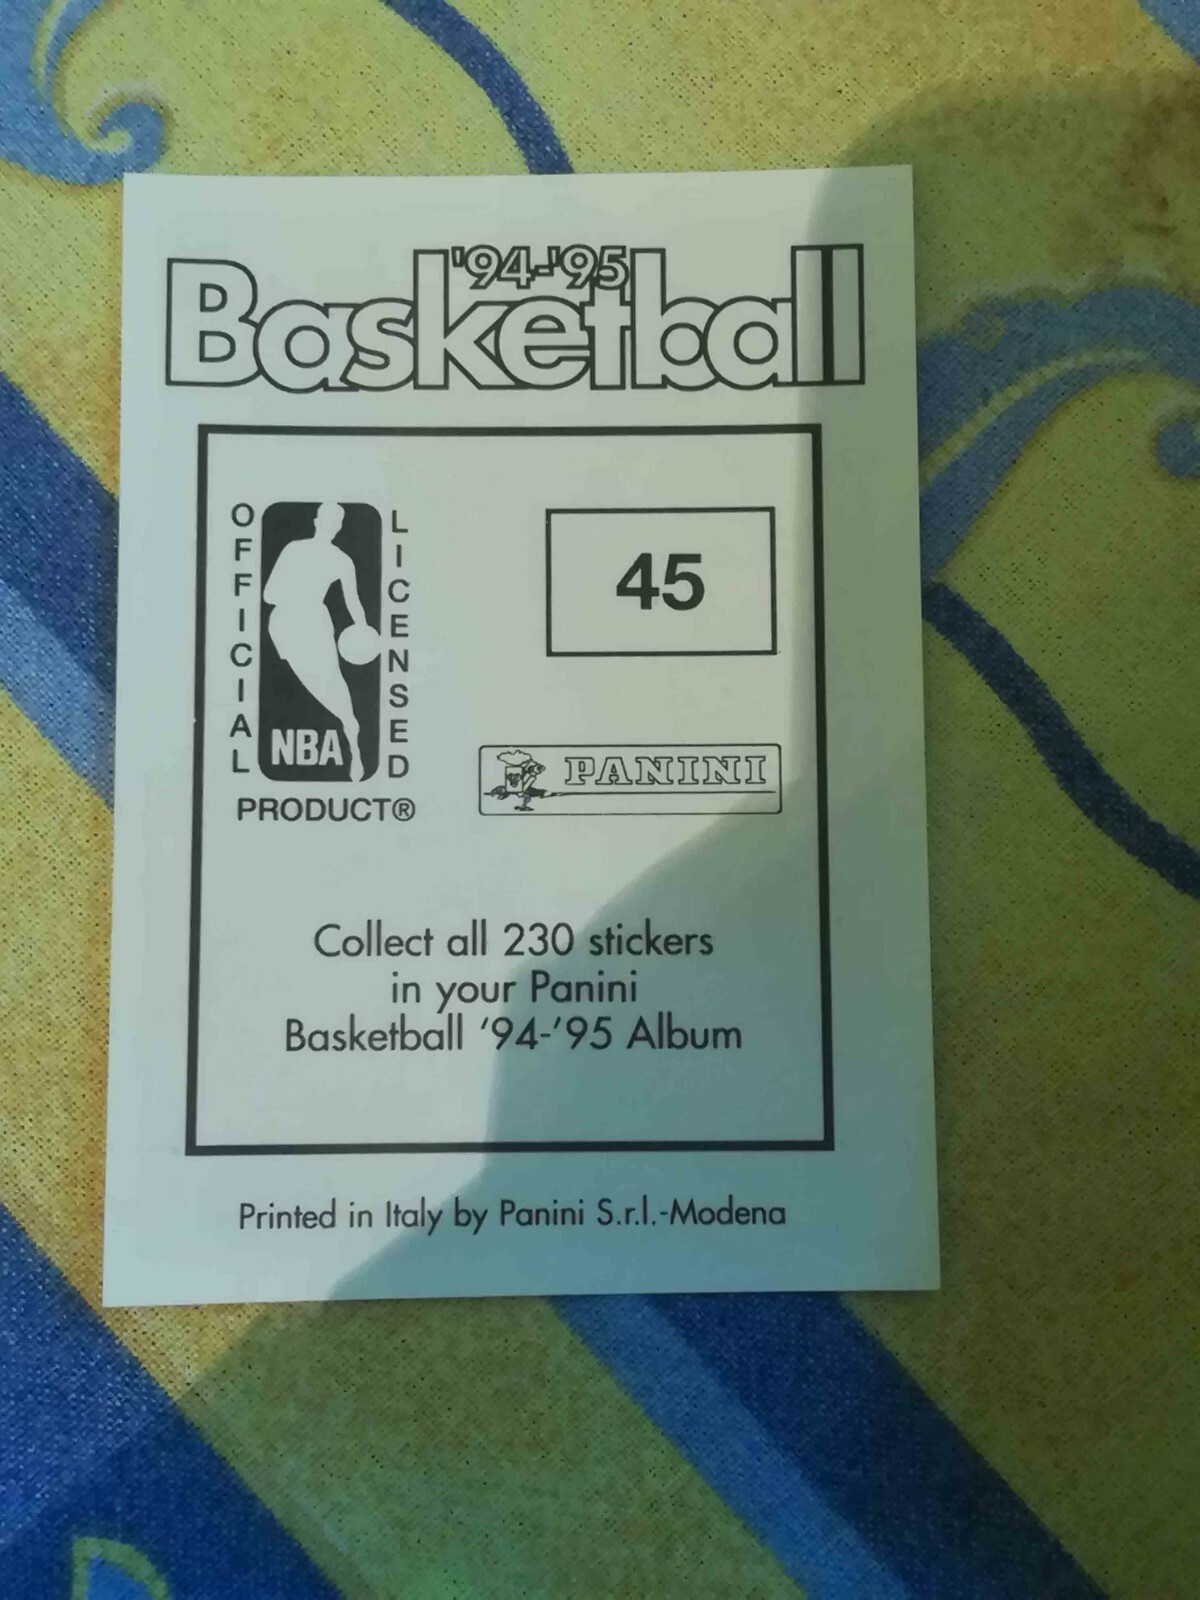 '94-'95
Basketball
OFFICIAL
LICENSED
NBA
PRODUCT®
45
PANINI
Collect all 230 stickers
in your Panini
Basketball '94-'95 Album
Printed in Italy by Panini S.r.l.-Modena